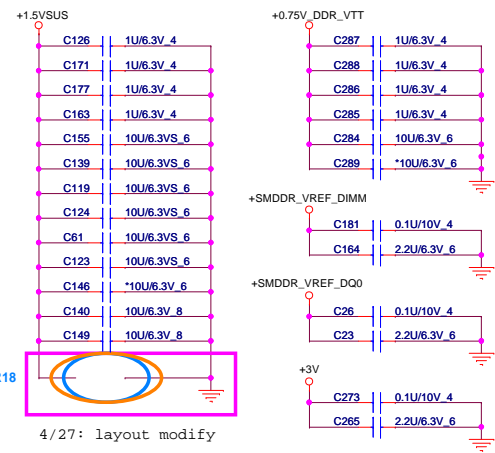 +1.5VSUS
C126 1U/6.3V_4
C171 1U/6.3V_4
C177 1U/6.3V_4
C163 1U/6.3V_4
C155 10U/6.3VS_6
C139 10U/6.3VS_6
C119 10U/6.3VS_6
C124 10U/6.3VS_6
C61 10U/6.3VS_6
C123 10U/6.3VS_6
C146 *10U/6.3V_6
C140 10U/6.3V_8
C149 10U/6.3V_8
218
4/27: layout modify
+0.75V_DDR_VTT
C287 1U/6.3V_4
C288 1U/6.3V_4
C286 1U/6.3V_4
C285 1U/6.3V_4
C284 10U/6.3V_6
C289 *10U/6.3V_6
+SMDDR_VREF_DIMM
C181 0.1U/10V_4
C164 2.2U/6.3V_6
+SMDDR_VREF_DQ0
C26 0.1U/10V_4
C23 2.2U/6.3V_6
+3V
C273 0.1U/10V_4
C265 2.2U/6.3V_6